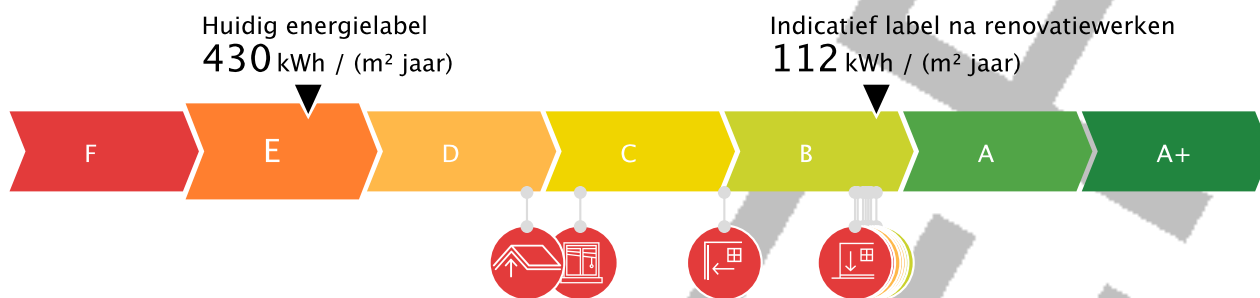 Huidig energielabel
430 kWh / (m² jaar)
Indicatief label na renovatiewerken
112 kWh / (m² jaar)
F E D C B A A+